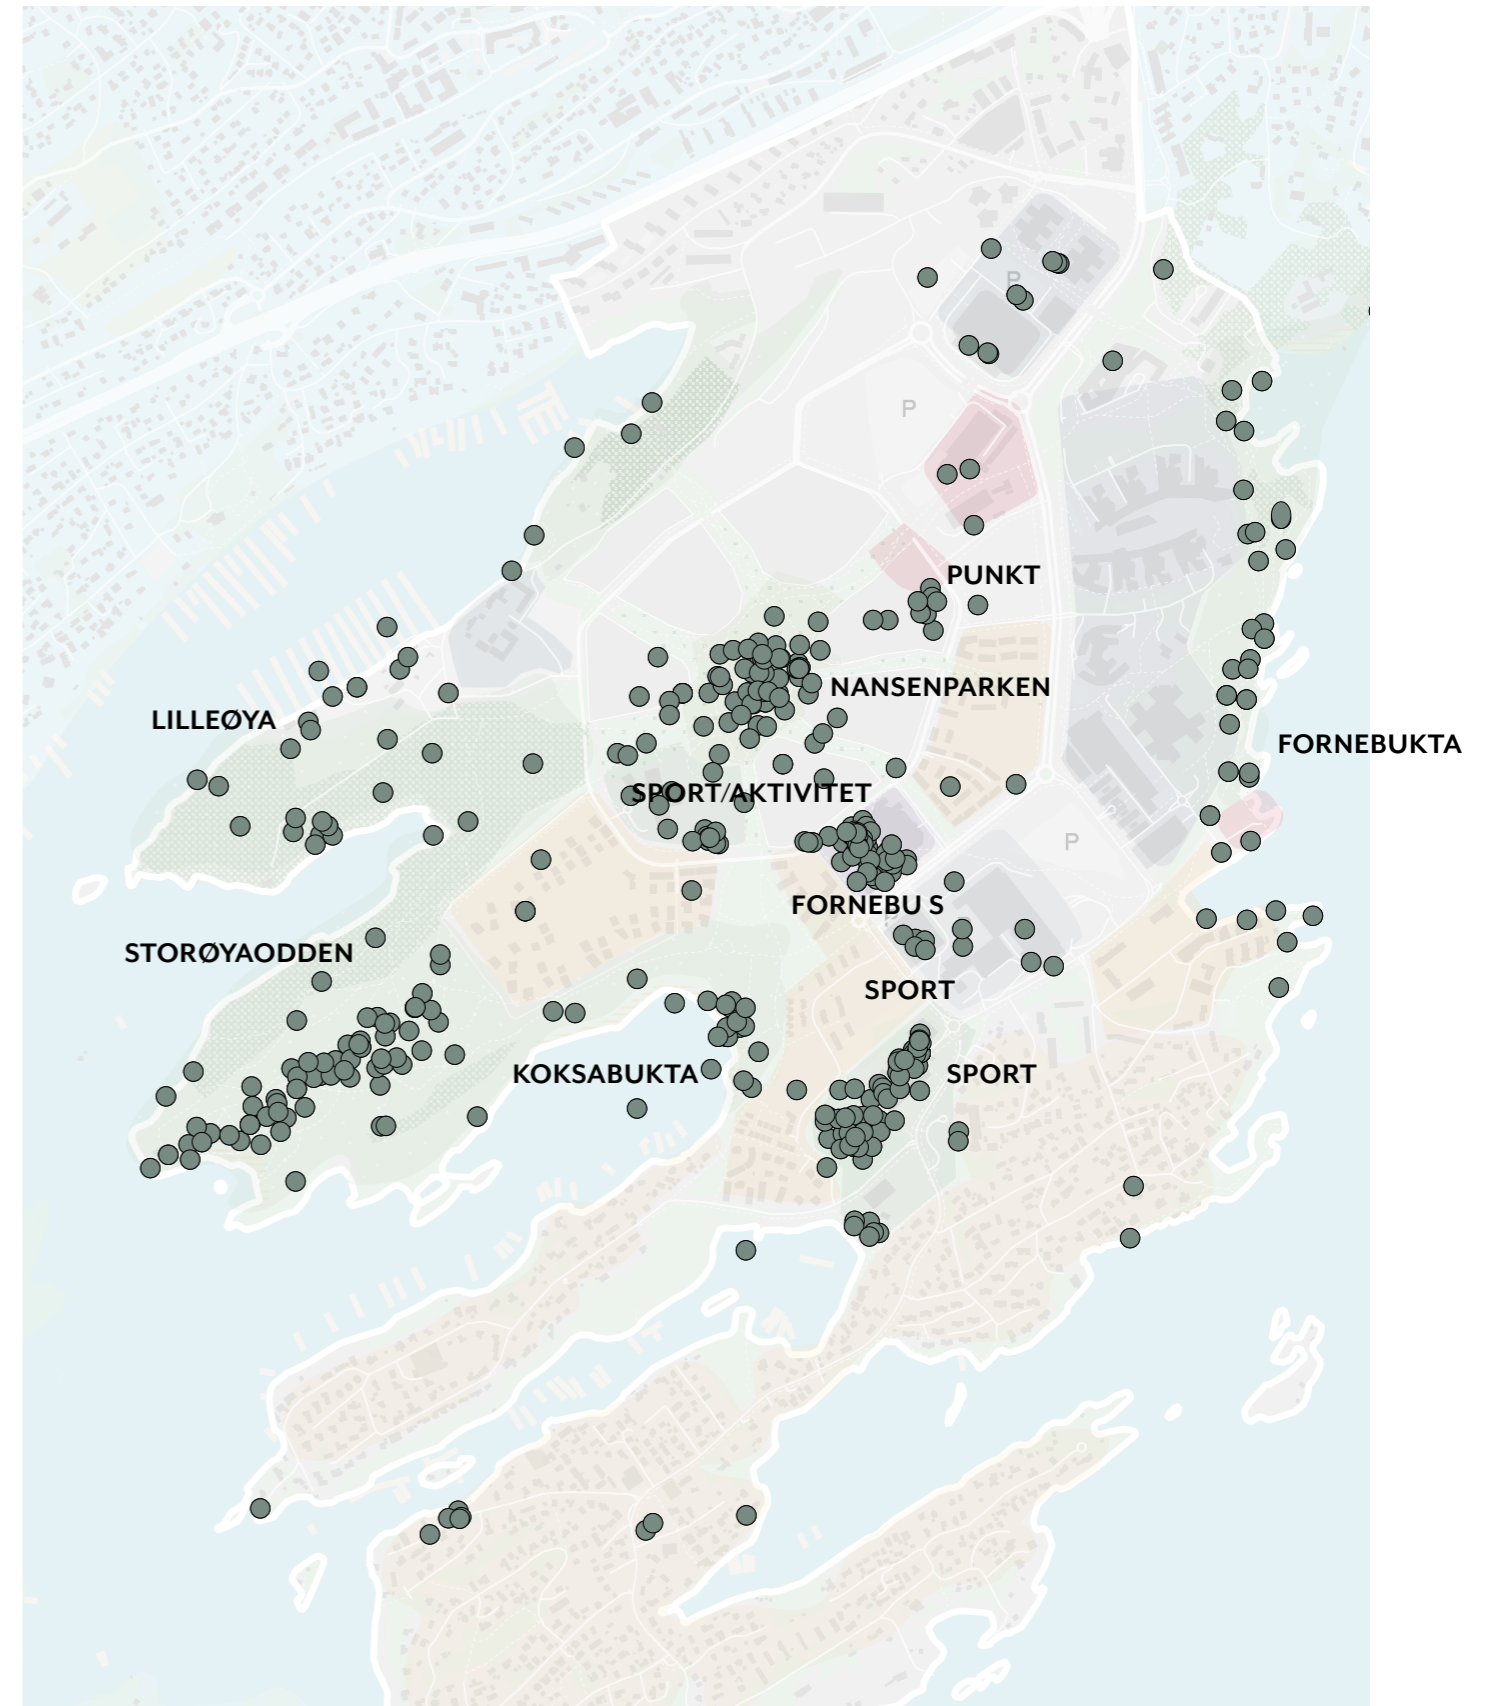 P
P
PUNKT
NANSENPARKEN
LILLEØYA
FORNEBUKTA
SPORT/AKTIVITET
P
FORNEBU S
STORØYAODDEN
SPORT
KOKSABUKTA
SPORT